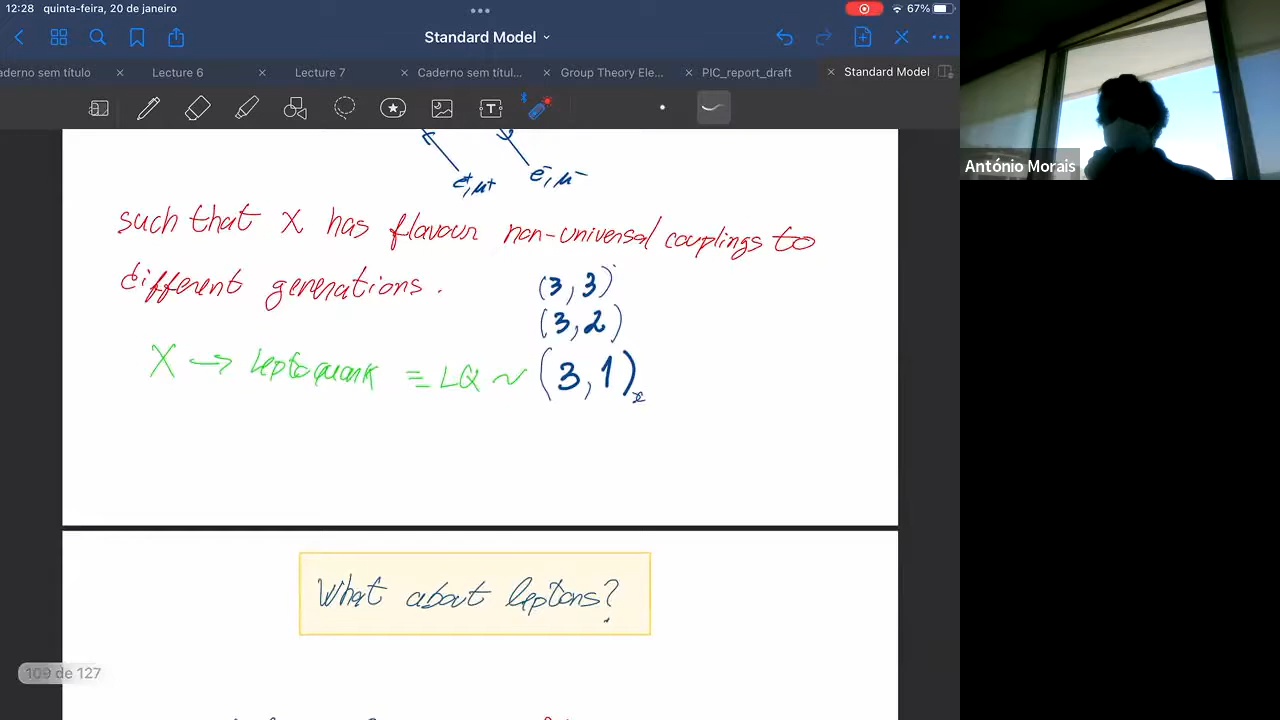 12:28 quinta-feira, 20 de janeiro
67%
Standard Model
aderno sem título
Lecture 6
Lecture 7
Caderno sem títul...
Group Theory Ele...
PIC_report_draft
Standard Model
António Morais
e⁺, μ⁺ e⁻, μ⁻
such that X has flavour non-universal couplings to
different generations.
(3, 3)
(3, 2)
X → leptoquark ≡ LQ ~ (3, 1)
What about leptons?
109 de 127